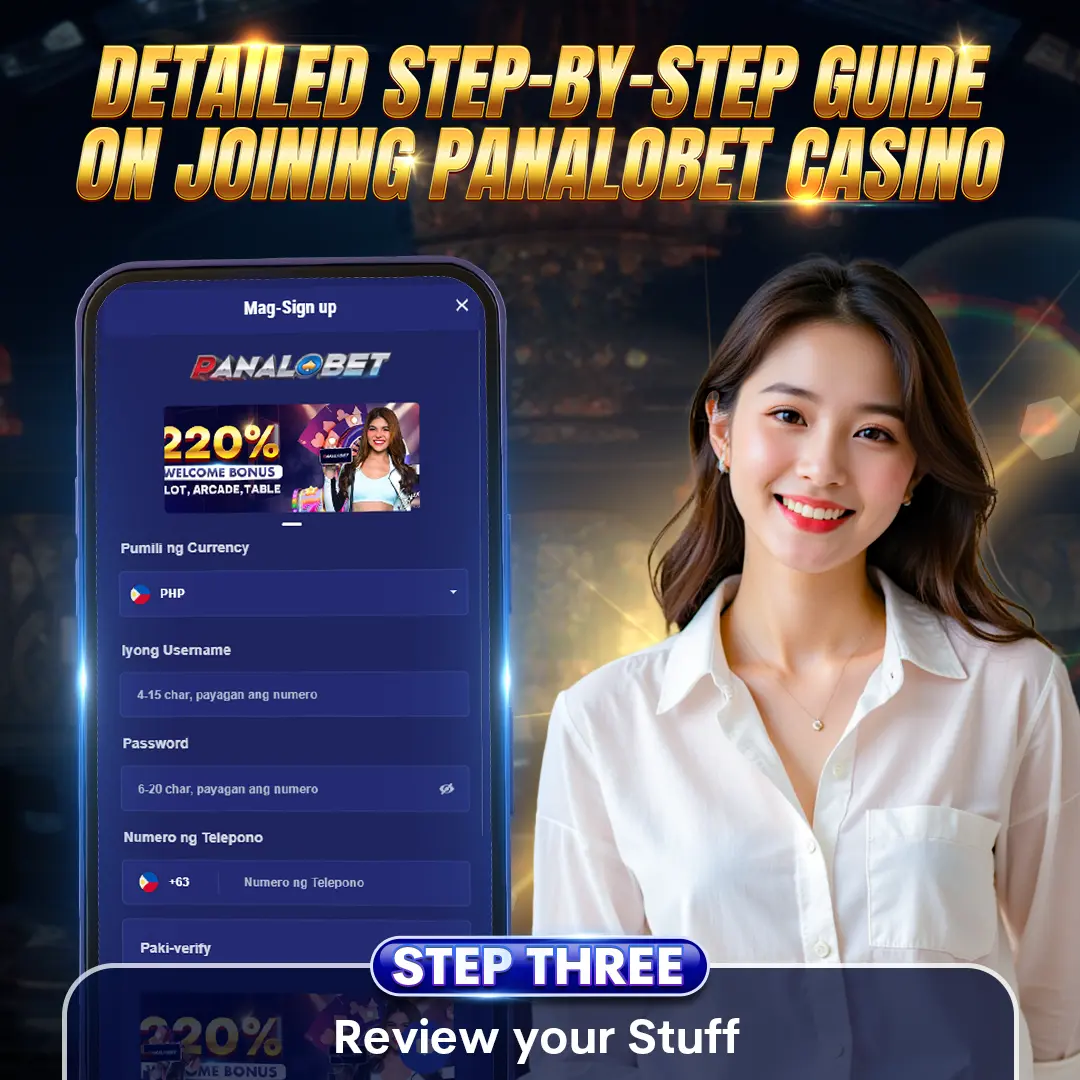 DETAILED STEP-BY-STEP GUIDE
ON JOINING PANALOBET CASINO
Mag-Sign up
PANALOBET
220%
WELCOME BONUS
LOT, ARCADE,TABLE
Pumili ng Currency
PHP
Iyong Username
4-15 char, payagan ang numero
Password
6-20 char, payagan ang numero
Numero ng Telepono
+63 Numero ng Telepono
Paki-verify
STEP THREE
Review your Stuff
220%
ME BONUS